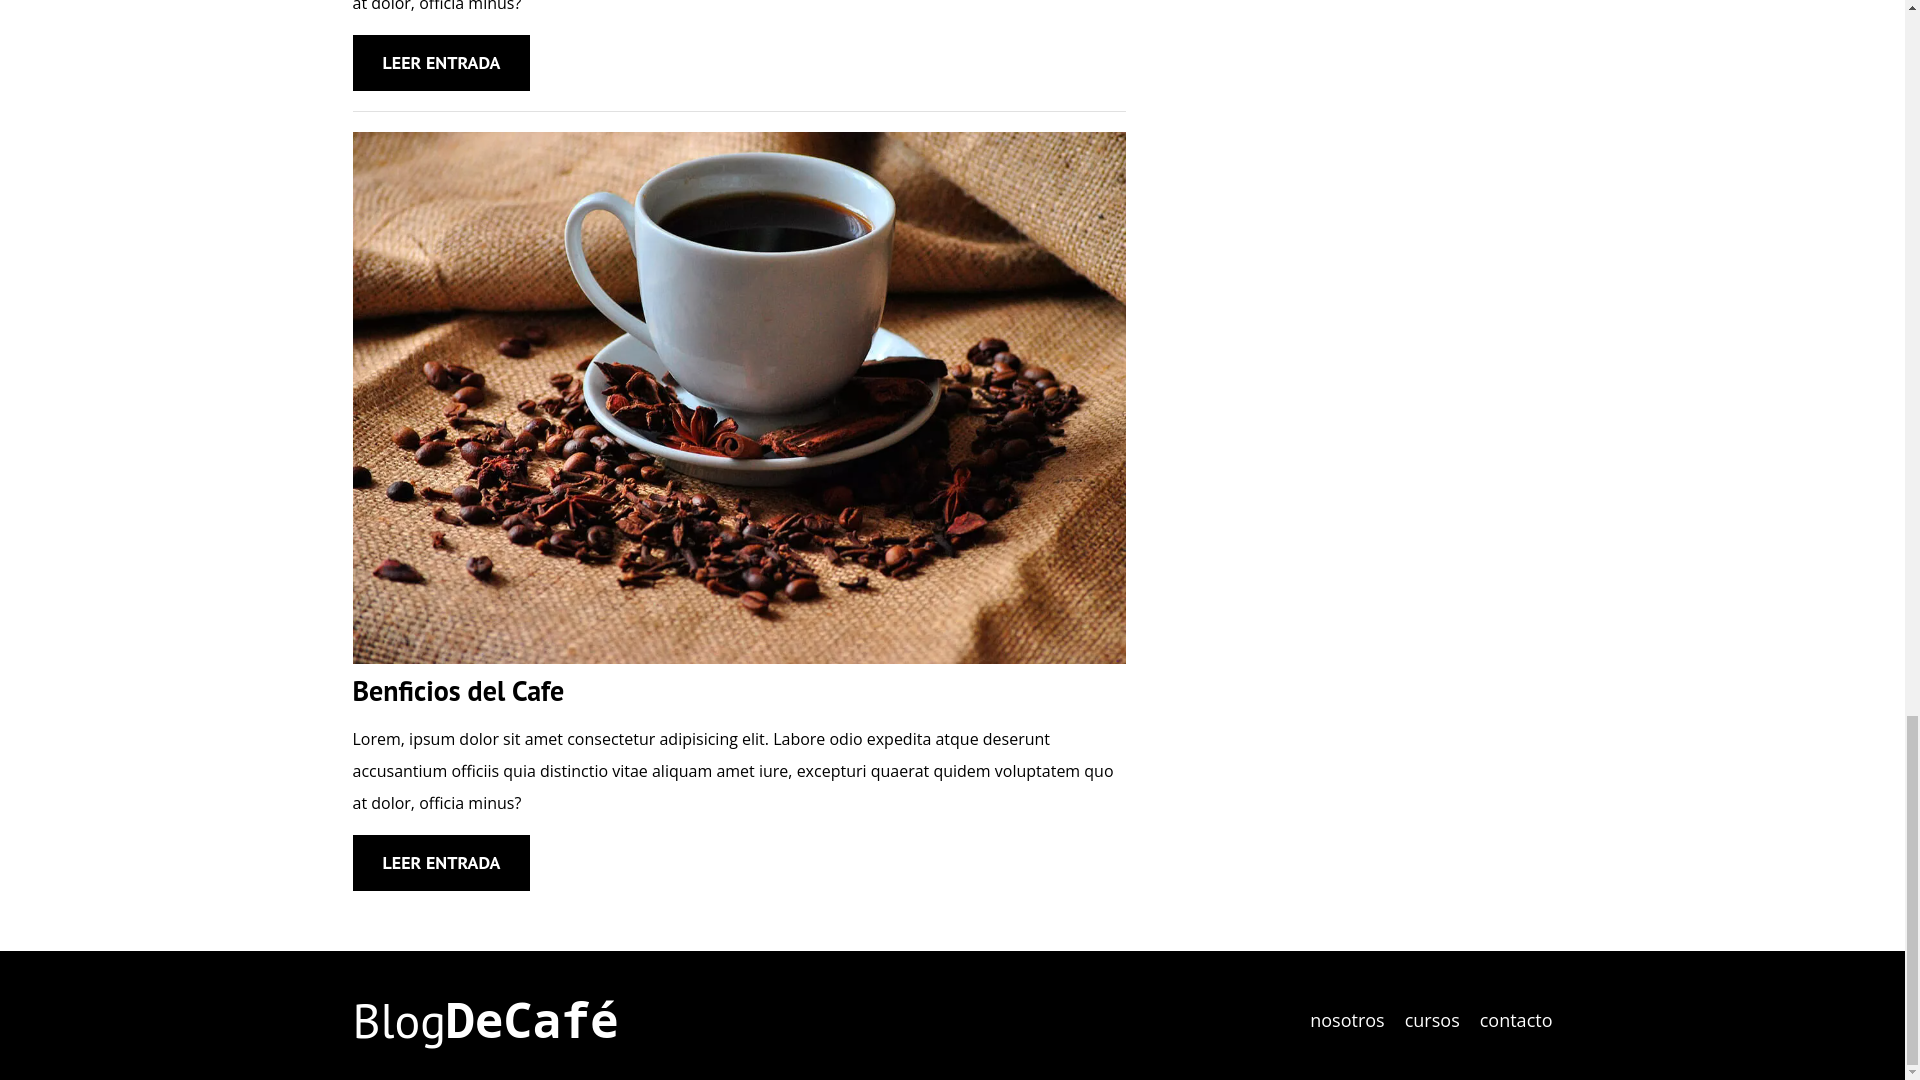 at dolor, officia minus?
LEER ENTRADA
Benficios del Cafe
Lorem, ipsum dolor sit amet consectetur adipisicing elit. Labore odio expedita atque deserunt
accusantium officiis quia distinctio vitae aliquam amet iure, excepturi quaerat quidem voluptatem quo
at dolor, officia minus?
LEER ENTRADA
BlogDeCafé
nosotros cursos contacto